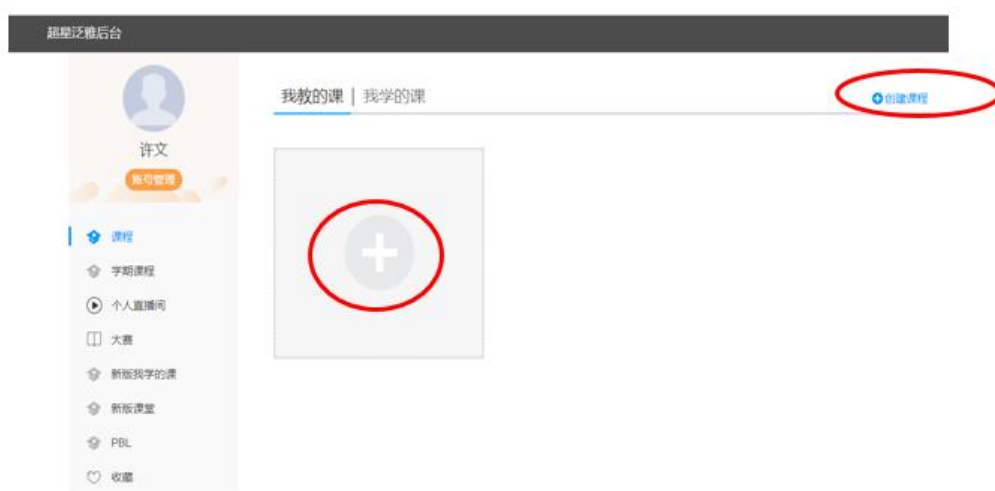 超星泛雅后台
我教的课 | 我学的课
创建课程
许文
账号管理
课程
学期课程
个人直播间
大赛
新版我学的课
新版课堂
PBL
收藏